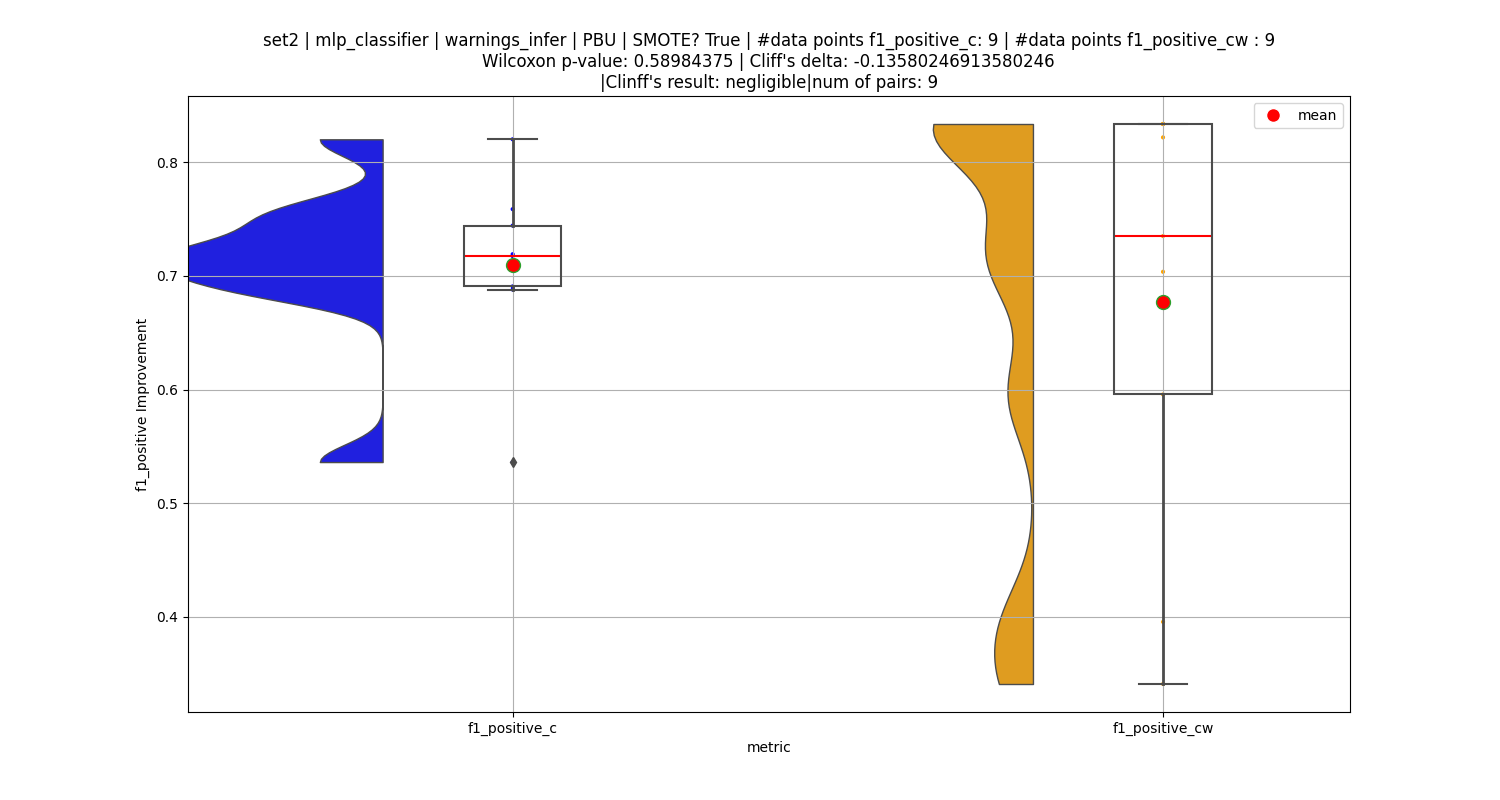 set2 | mlp_classifier | warnings_infer | PBU | SMOTE? True | #data points f1_positive_c: 9 | #data points f1_positive_cw : 9
Wilcoxon p-value: 0.58984375 | Cliff's delta: -0.13580246913580246
|Clinff's result: negligible|num of pairs: 9
mean
0.8
0.7
0.6
0.5
0.4
f1_positive Improvement
f1_positive_c
f1_positive_cw
metric